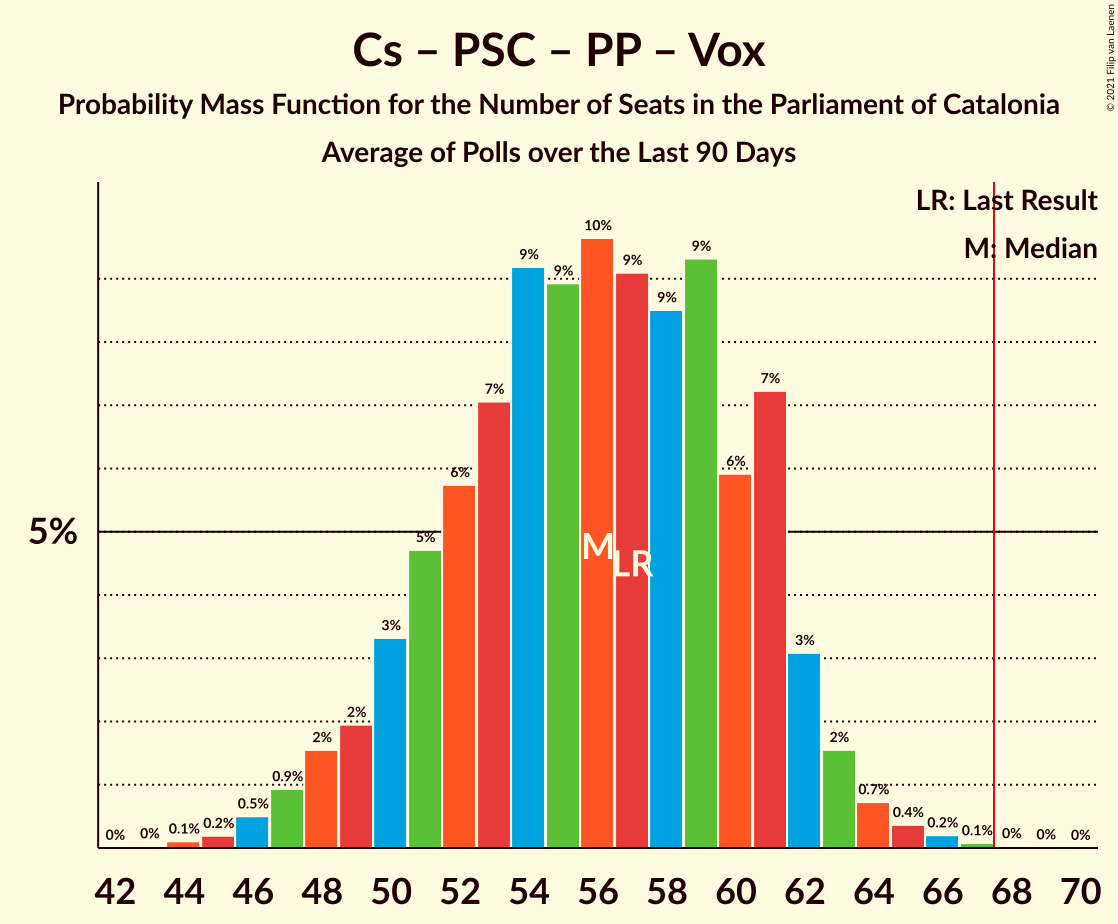 Cs – PSC – PP – Vox
Probability Mass Function for the Number of Seats in the Parliament of Catalonia
Average of Polls over the Last 90 Days
© 2021 Filip van Laenen
LR: Last Result
M: Median
5%
0% 0% 0.1% 0.2% 0.5% 0.9% 2% 2% 3% 5% 6% 7% 9% 9% 10% 9% 9% 9% 6% 7% 3% 2% 0.7% 0.4% 0.2% 0.1% 0% 0% 0%
M
LR
42 44 46 48 50 52 54 56 58 60 62 64 66 68 70